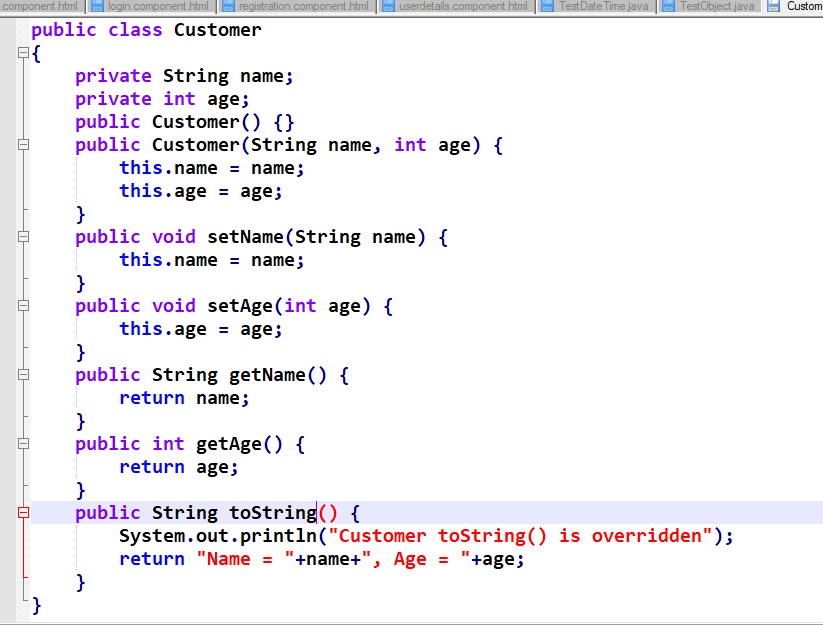 .component.html login.component.html registration.component.html userdetails.component.html TestDateTime.java TestObject.java Custom
public class Customer
{
    private String name;
    private int age;
    public Customer() {}
    public Customer(String name, int age) {
        this.name = name;
        this.age = age;
    }
    public void setName(String name) {
        this.name = name;
    }
    public void setAge(int age) {
        this.age = age;
    }
    public String getName() {
        return name;
    }
    public int getAge() {
        return age;
    }
    public String toString() {
        System.out.println("Customer toString() is overridden");
        return "Name = "+name+", Age = "+age;
    }
}